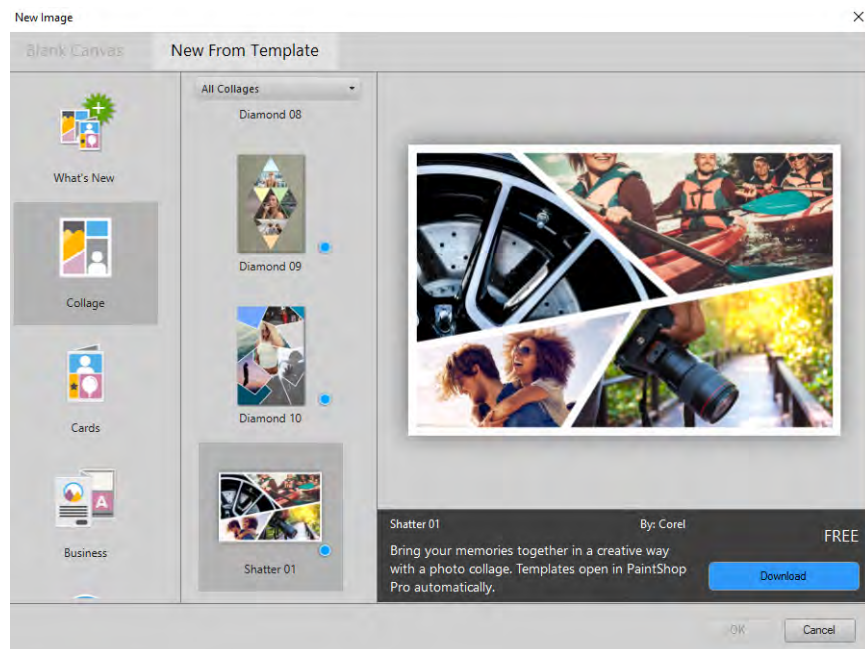 New Image
Blank Canvas
New From Template
What's New
Collage
Cards
Business
All Collages
Diamond 08
Diamond 09
Diamond 10
Shatter 01
Shatter 01
By: Corel
FREE
Bring your memories together in a creative way
with a photo collage. Templates open in PaintShop
Pro automatically.
Download
OK
Cancel